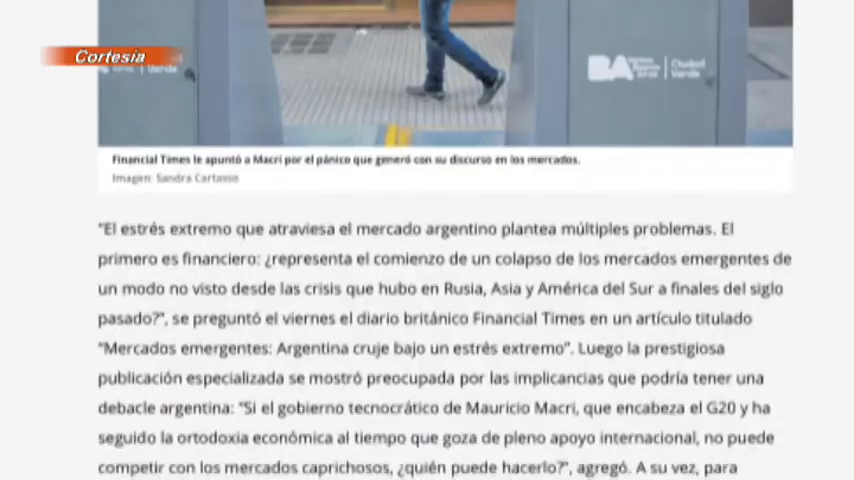 Cortesía
BA
Ciudad
Verde
Verde
Financial Times le apuntó a Macri por el pánico que generó con su discurso en los mercados.
Imagen: Sandra Cartasso
"El estrés extremo que atraviesa el mercado argentino plantea múltiples problemas. El
primero es financiero: ¿representa el comienzo de un colapso de los mercados emergentes de
un modo no visto desde las crisis que hubo en Rusia, Asia y América del Sur a finales del siglo
pasado?", se preguntó el viernes el diario británico Financial Times en un artículo titulado
"Mercados emergentes: Argentina cruje bajo un estrés extremo". Luego la prestigiosa
publicación especializada se mostró preocupada por las implicancias que podría tener una
debacle argentina: "Si el gobierno tecnocrático de Mauricio Macri, que encabeza el G20 y ha
seguido la ortodoxia económica al tiempo que goza de pleno apoyo internacional, no puede
competir con los mercados caprichosos, ¿quién puede hacerlo?", agregó. A su vez, para